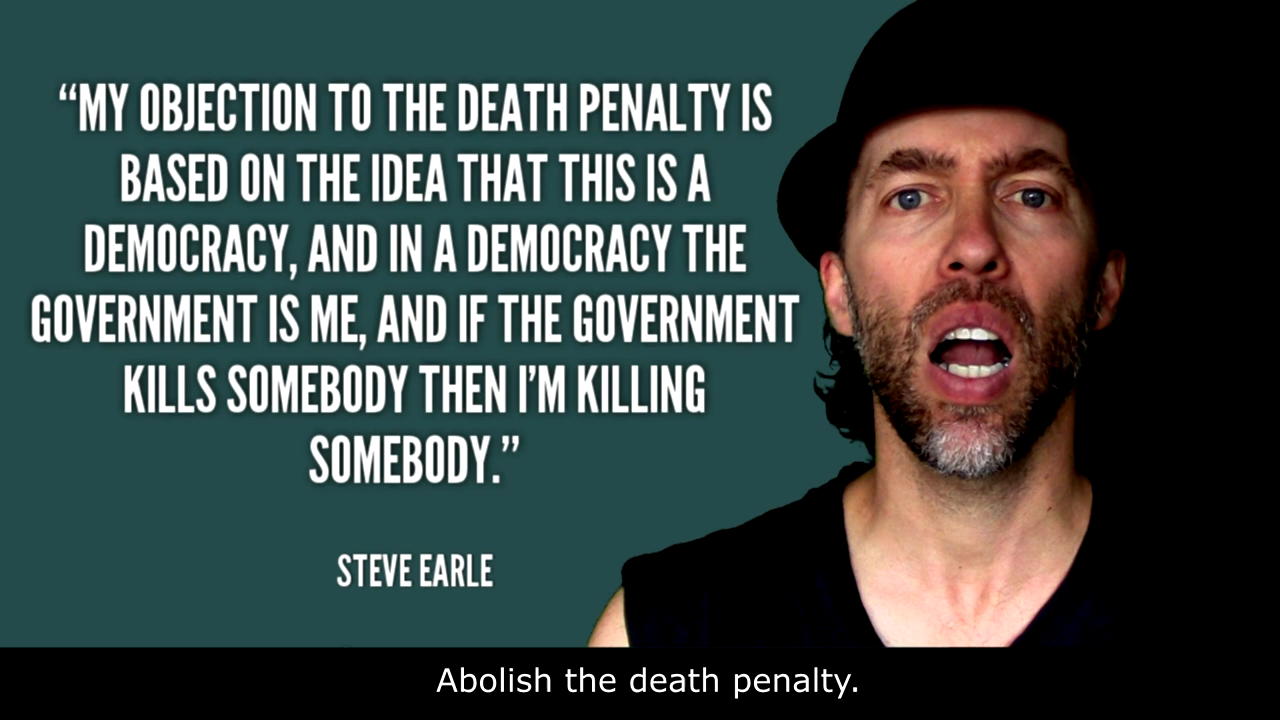 “MY OBJECTION TO THE DEATH PENALTY IS
BASED ON THE IDEA THAT THIS IS A
DEMOCRACY, AND IN A DEMOCRACY THE
GOVERNMENT IS ME, AND IF THE GOVERNMENT
KILLS SOMEBODY THEN I’M KILLING
SOMEBODY.”
STEVE EARLE
Abolish the death penalty.